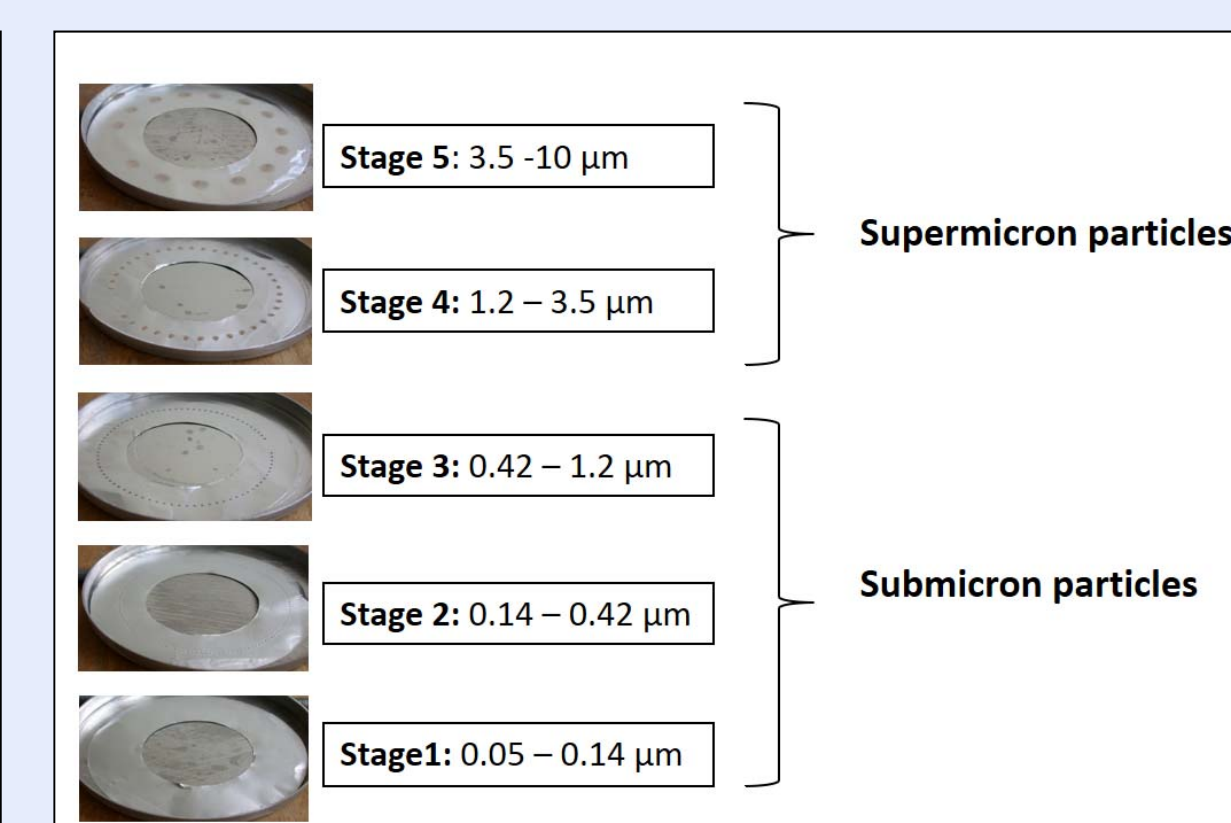 Stage 5: 3.5 -10 µm
Stage 4: 1.2 – 3.5 µm
Supermicron particles
Stage 3: 0.42 – 1.2 µm
Stage 2: 0.14 – 0.42 µm
Stage1: 0.05 – 0.14 µm
Submicron particles